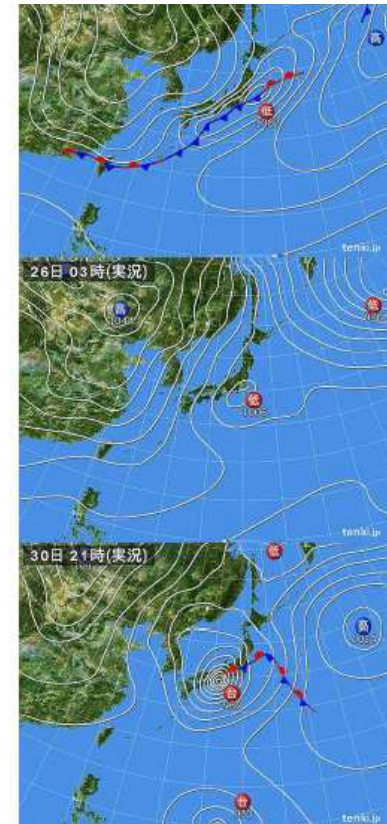 高
低
tenki.jp
26日 03時(実況)
高
低
低
1006
tenki.jp
30日 21時(実況)
低
高
台
台
tenki.jp